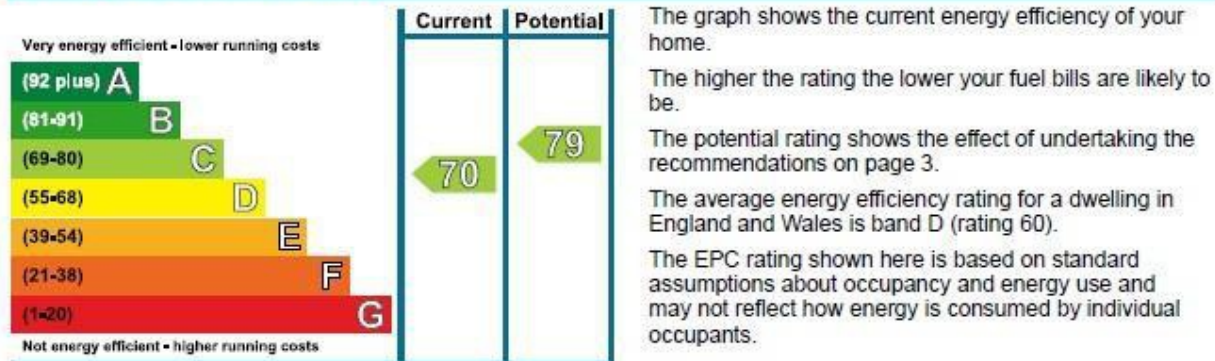 Current Potential
Very energy efficient - lower running costs
(92 plus) A
(81-91) B
(69-80) C
(55-68) D
(39-54) E
(21-38) F
(1-20) G
Not energy efficient - higher running costs
70
79
The graph shows the current energy efficiency of your
home.
The higher the rating the lower your fuel bills are likely to
be.
The potential rating shows the effect of undertaking the
recommendations on page 3.
The average energy efficiency rating for a dwelling in
England and Wales is band D (rating 60).
The EPC rating shown here is based on standard
assumptions about occupancy and energy use and
may not reflect how energy is consumed by individual
occupants.